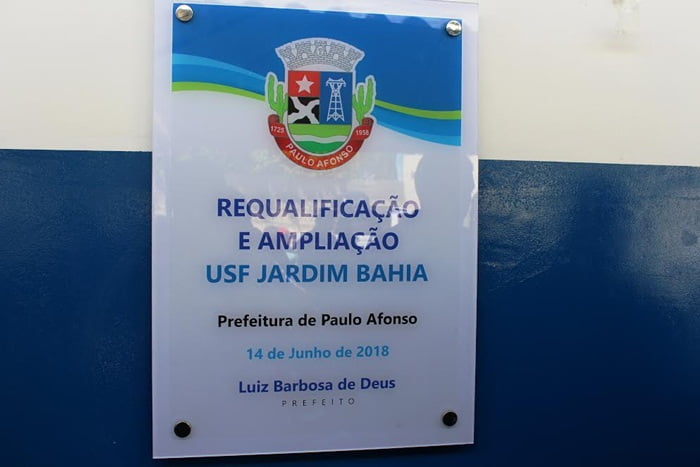 1725 1958
PAULO AFONSO
REQUALIFICAÇÃO
E AMPLIAÇÃO
USF JARDIM BAHIA
Prefeitura de Paulo Afonso
14 de Junho de 2018
Luiz Barbosa de Deus
PREFEITO